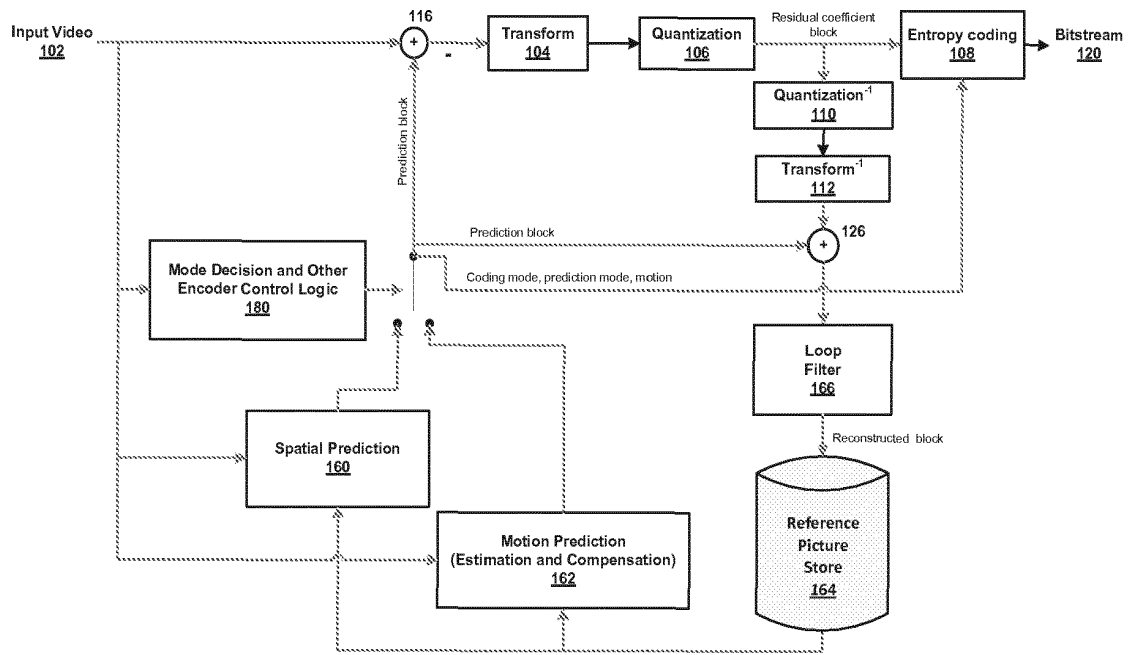 Input Video
102
116
+
-
Transform
104
Quantization
106
Residual coefficient
block
Entropy coding
108
Bitstream
120
Quantization-1
110
Transform-1
112
Prediction block
Prediction block
126
+
Coding mode, prediction mode, motion
Mode Decision and Other
Encoder Control Logic
180
Loop
Filter
166
Reconstructed block
Spatial Prediction
160
Motion Prediction
(Estimation and Compensation)
162
Reference
Picture
Store
164